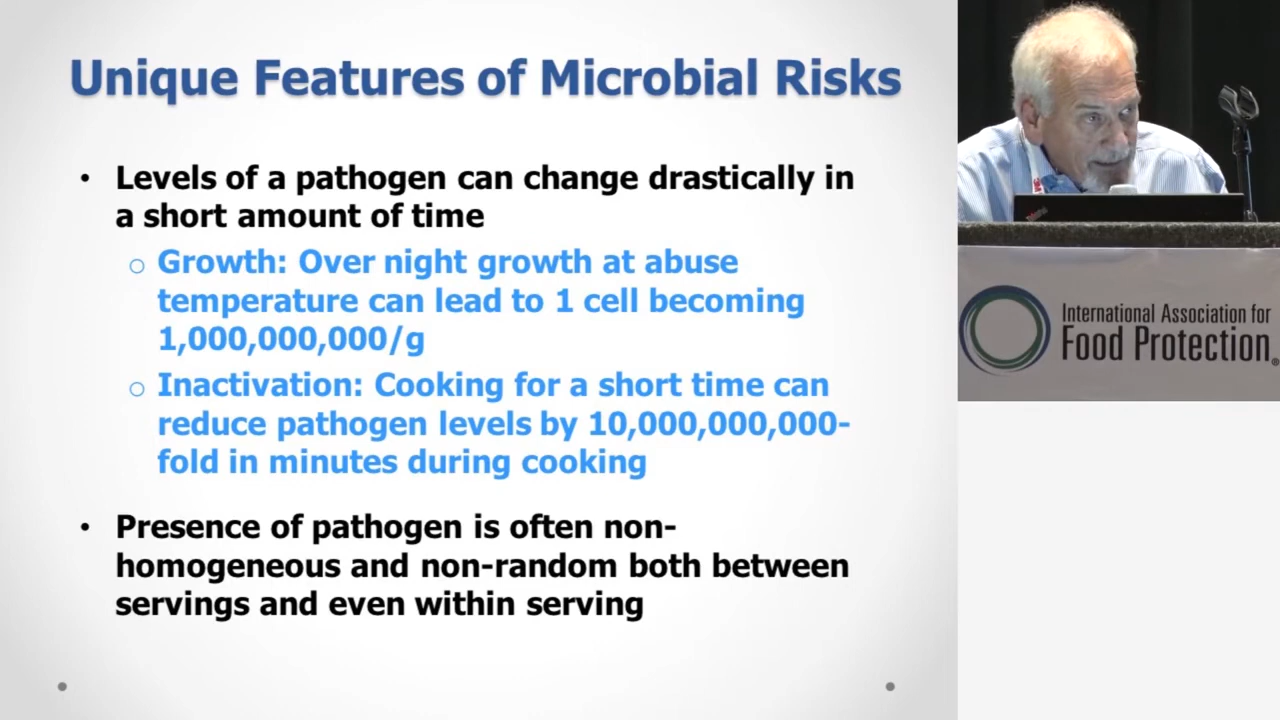 Unique Features of Microbial Risks
• Levels of a pathogen can change drastically in
a short amount of time
o Growth: Over night growth at abuse
temperature can lead to 1 cell becoming
1,000,000,000/g
o Inactivation: Cooking for a short time can
reduce pathogen levels by 10,000,000,000-
fold in minutes during cooking
• Presence of pathogen is often non-
homogeneous and non-random both between
servings and even within serving
3M
International Association for
Food Protection®